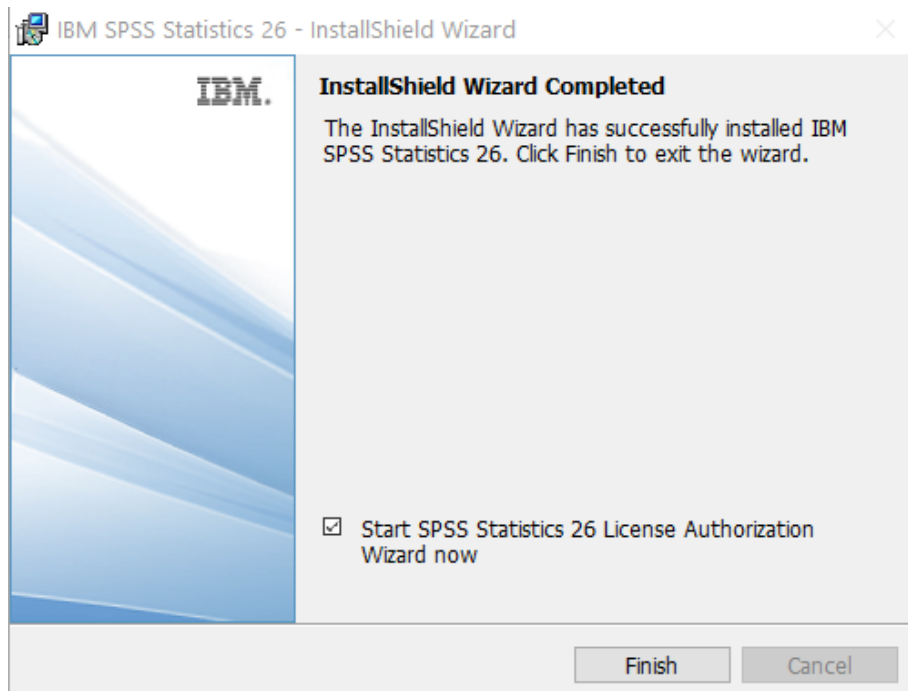 IBM SPSS Statistics 26 - InstallShield Wizard
IBM.
InstallShield Wizard Completed
The InstallShield Wizard has successfully installed IBM
SPSS Statistics 26. Click Finish to exit the wizard.
Start SPSS Statistics 26 License Authorization
Wizard now
Finish
Cancel